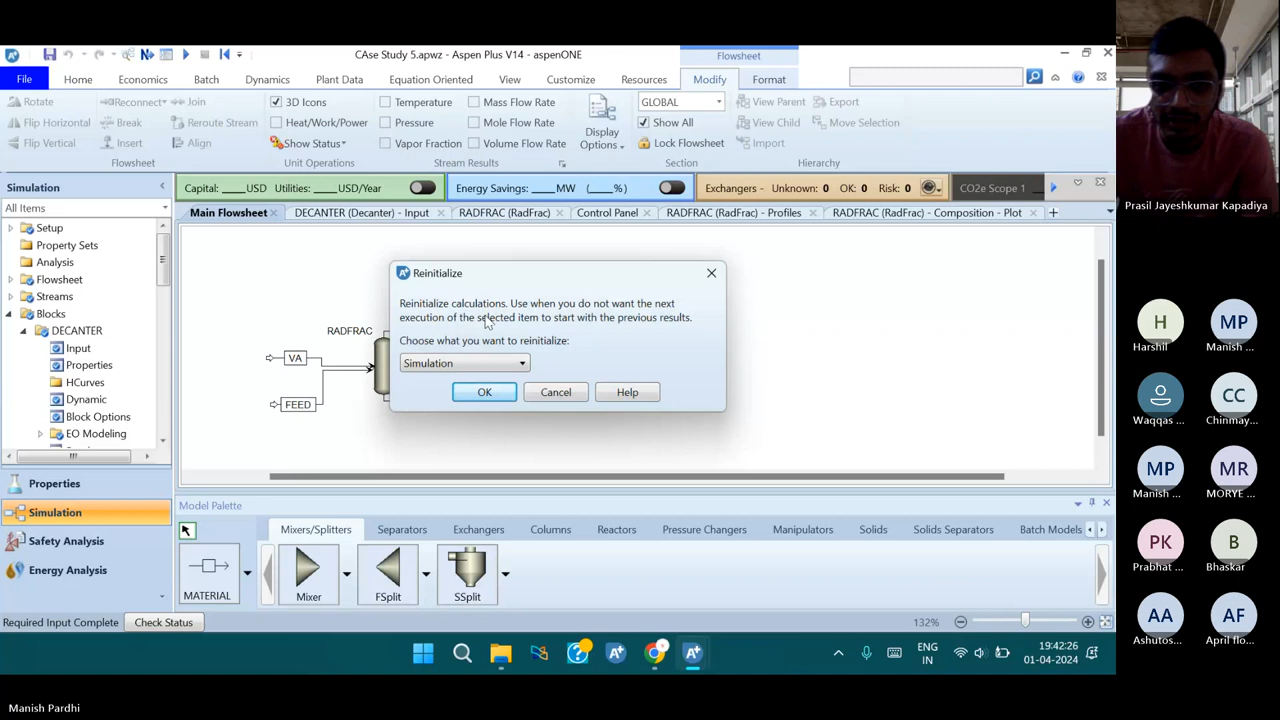 CAse Study 5.apwz - Aspen Plus V14 - aspenONE
Flowsheet
File Home Economics Batch Dynamics Plant Data Equation Oriented View Customize Resources Modify Format
Rotate Reconnect Join 3D Icons Temperature Mass Flow Rate GLOBAL View Parent Export
Flip Horizontal Break Reroute Stream Heat/Work/Power Pressure Mole Flow Rate Display Show All View Child Move Selection
Flip Vertical Insert Align Show Status Vapor Fraction Volume Flow Rate Options Lock Flowsheet Import
Flowsheet Unit Operations Stream Results Section Hierarchy
Simulation Capital: ____USD Utilities: ____USD/Year Energy Savings: ____MW (____%) Exchangers - Unknown: 0 OK: 0 Risk: 0 CO2e Scope 1
All Items Main Flowsheet DECANTER (Decanter) - Input RADFRAC (RadFrac) Control Panel RADFRAC (RadFrac) - Profiles RADFRAC (RadFrac) - Composition - Plot
Setup
Property Sets
Analysis
Flowsheet
Streams
Blocks
DECANTER
Input
Properties
HCurves
Dynamic
Block Options
EO Modeling
RADFRAC
VA
FEED
Reinitialize
Reinitialize calculations. Use when you do not want the next
execution of the selected item to start with the previous results.
Choose what you want to reinitialize:
Simulation
OK Cancel Help
Properties
Simulation
Safety Analysis
Energy Analysis
Model Palette
Mixers/Splitters Separators Exchangers Columns Reactors Pressure Changers Manipulators Solids Solids Separators Batch Models
MATERIAL Mixer FSplit SSplit
Required Input Complete Check Status 132%
ENG
IN
19:42:26
01-04-2024
Prasil Jayeshkumar Kapadiya
H MP
Harshil Manish ...
Waqqas ... Chinmay...
MP MR
Manish ... MORYE ...
PK B
Prabhat ... Bhaskar
AA AF
Ashutos... April flo...
Manish Pardhi